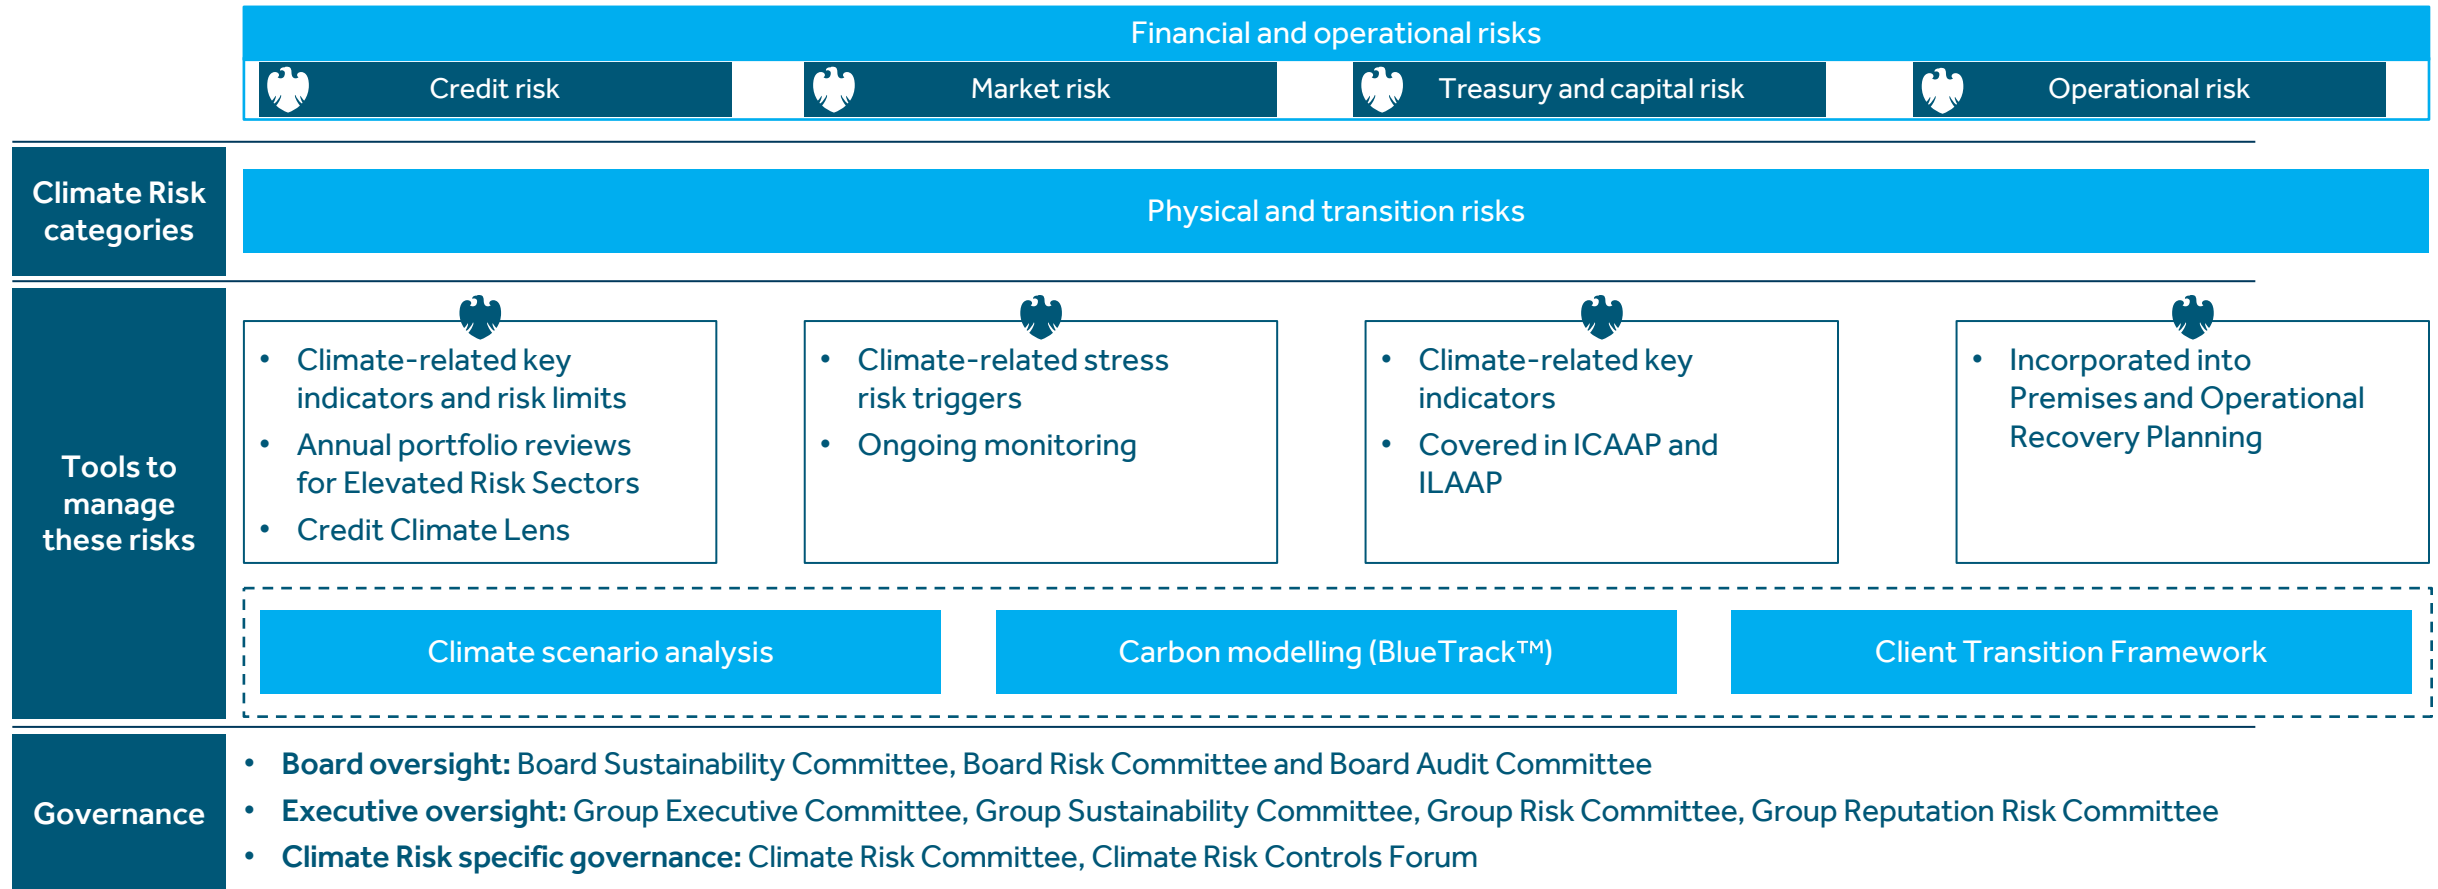 Financial and operational risks
Credit risk
Market risk
Treasury and capital risk
Operational risk
Climate Risk
categories
Physical and transition risks
Tools to
manage
these risks
• Climate-related key
indicators and risk limits
• Annual portfolio reviews
for Elevated Risk Sectors
• Credit Climate Lens
• Climate-related stress
risk triggers
• Ongoing monitoring
• Climate-related key
indicators
• Covered in ICAAP and
ILAAP
• Incorporated into
Premises and Operational
Recovery Planning
Climate scenario analysis
Carbon modelling (BlueTrack™)
Client Transition Framework
Governance
• Board oversight: Board Sustainability Committee, Board Risk Committee and Board Audit Committee
• Executive oversight: Group Executive Committee, Group Sustainability Committee, Group Risk Committee, Group Reputation Risk Committee
• Climate Risk specific governance: Climate Risk Committee, Climate Risk Controls Forum